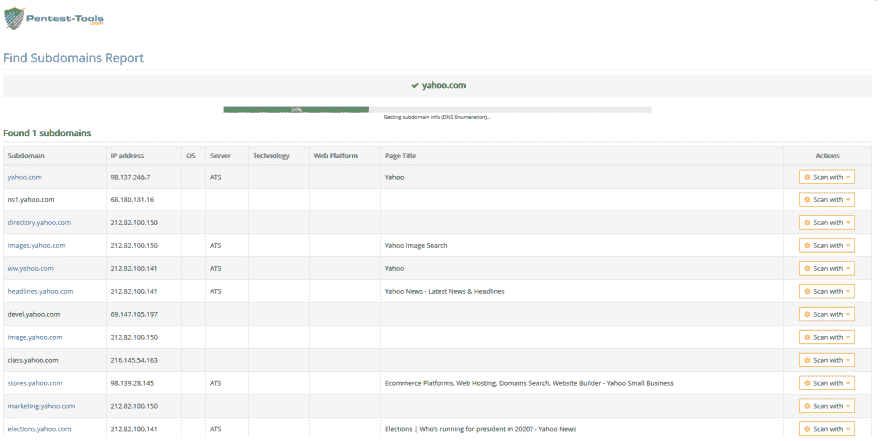 Pentest-Tools
.com
Find Subdomains Report
yahoo.com
34%
Getting subdomain info (DNS Enumeration)...
Found 1 subdomains
Subdomain IP address OS Server Technology Web Platform Page Title Actions
yahoo.com 98.137.246.7 ATS Yahoo Scan with
ns1.yahoo.com 68.180.131.16 Scan with
directory.yahoo.com 212.82.100.150 Scan with
images.yahoo.com 212.82.100.150 ATS Yahoo Image Search Scan with
ww.yahoo.com 212.82.100.141 ATS Yahoo Scan with
headlines.yahoo.com 212.82.100.141 ATS Yahoo News - Latest News & Headlines Scan with
devel.yahoo.com 69.147.105.197 Scan with
image.yahoo.com 212.82.100.150 Scan with
class.yahoo.com 216.145.54.163 Scan with
stores.yahoo.com 98.139.28.145 ATS Ecommerce Platforms, Web Hosting, Domains Search, Website Builder - Yahoo Small Business Scan with
marketing.yahoo.com 212.82.100.150 Scan with
elections.yahoo.com 212.82.100.141 ATS Elections | Who's running for president in 2020? - Yahoo News Scan with